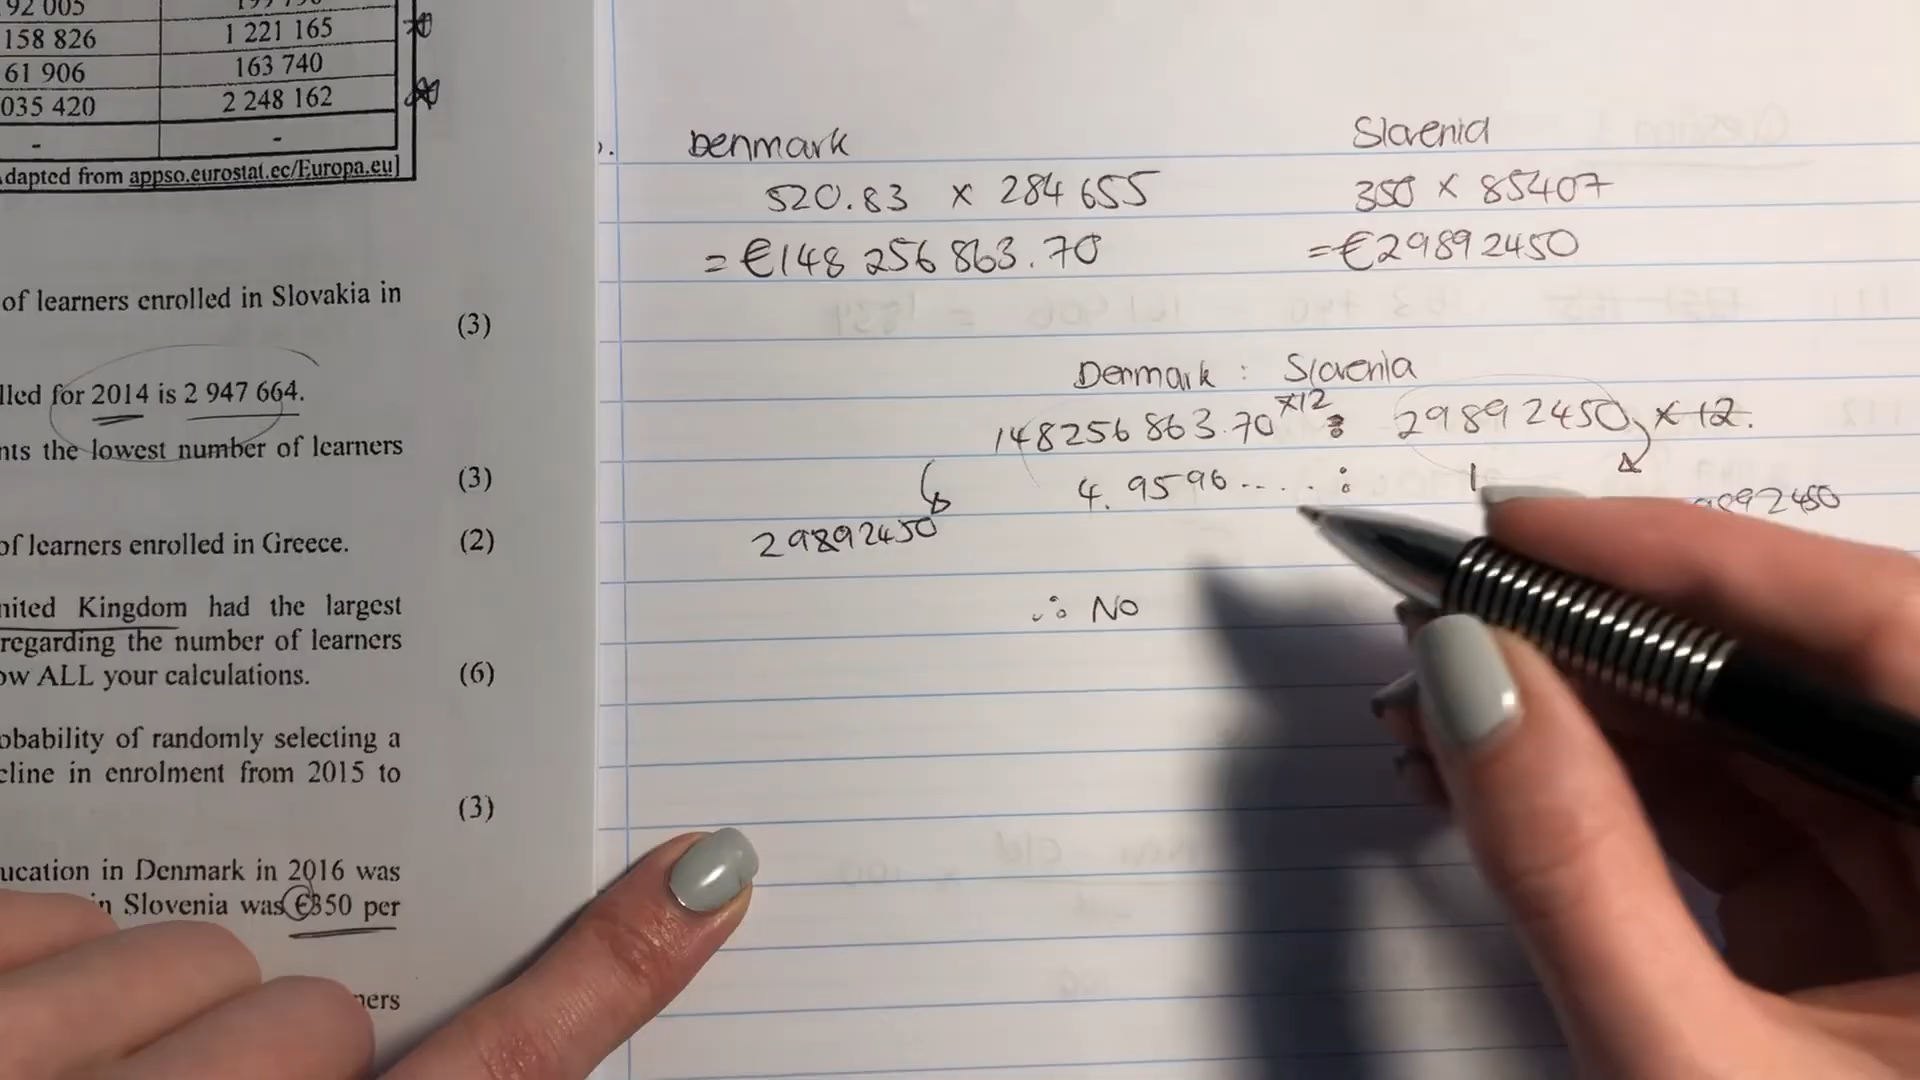 92 005
158 826 1 221 165
61 906 163 740
035 420 2 248 162
- -
dapted from appso.eurostat.ec/Europa.eu]
of learners enrolled in Slovakia in
(3)
lled for 2014 is 2 947 664.
nts the lowest number of learners
(3)
of learners enrolled in Greece. (2)
nited Kingdom had the largest
regarding the number of learners
ow ALL your calculations. (6)
obability of randomly selecting a
cline in enrolment from 2015 to
(3)
ucation in Denmark in 2016 was
in Slovenia was €350 per
ners
Denmark
520.83 × 284 655
= €148 256 863.70
Slovenia
350 × 85407
= €29892450
Denmark : Slovenia
148256 863.70 ×12 : 29892450 × 12.
4.9596.... : 1
29892450
9892450
∴ No